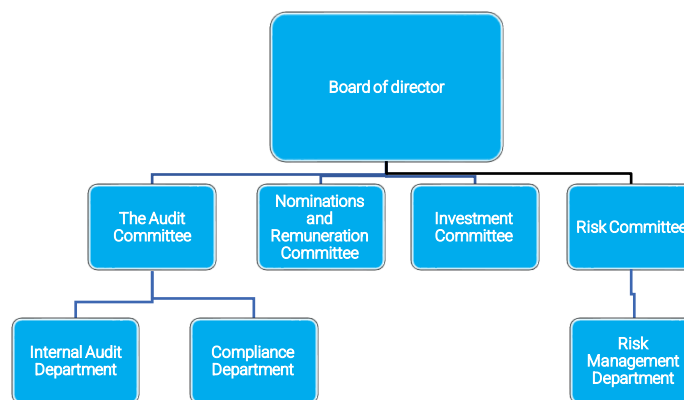 Board of director
The Audit
Committee
Nominations
and
Remuneration
Committee
Investment
Committee
Risk Committee
Internal Audit
Department
Compliance
Department
Risk
Management
Department